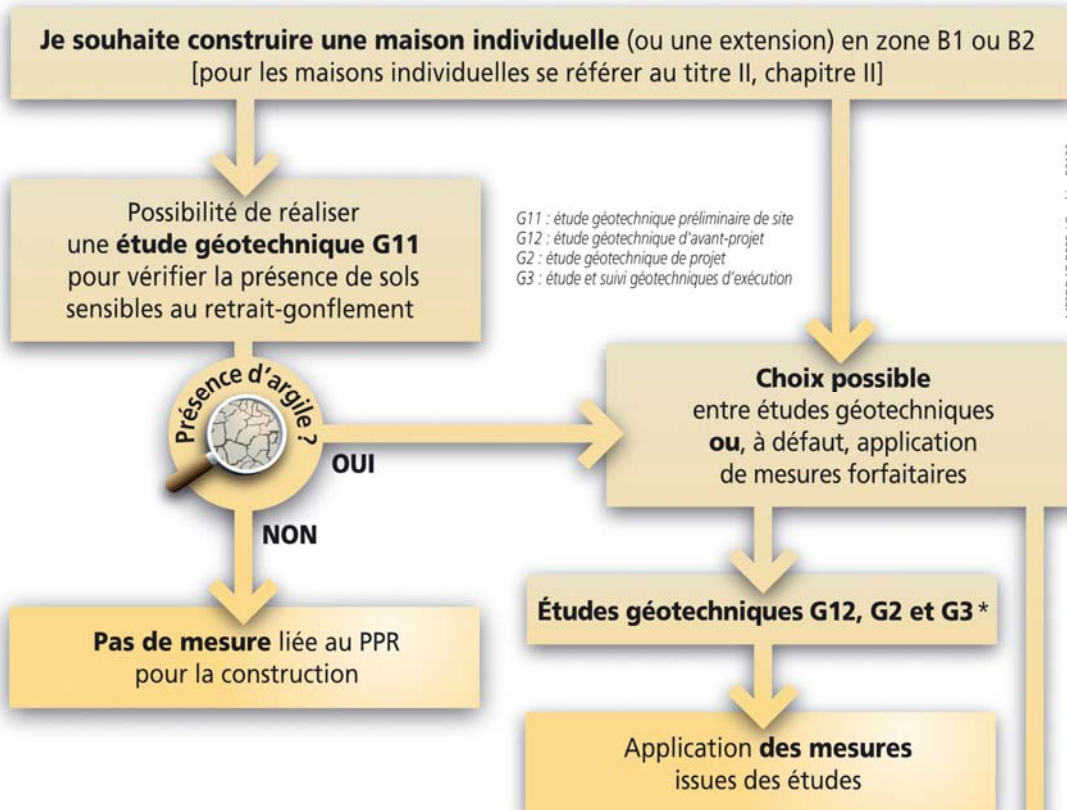 Je souhaite construire une maison individuelle (ou une extension) en zone B1 ou B2
[pour les maisons individuelles se référer au titre II, chapitre II]
Possibilité de réaliser
une étude géotechnique G11
pour vérifier la présence de sols
sensibles au retrait-gonflement
G11 : étude géotechnique préliminaire de site
G12 : étude géotechnique d'avant-projet
G2 : étude géotechnique de projet
G3 : étude et suivi géotechniques d'exécution
Présence d'argile ?
OUI
NON
Choix possible
entre études géotechniques
ou, à défaut, application
de mesures forfaitaires
Pas de mesure liée au PPR
pour la construction
Études géotechniques G12, G2 et G3 *
Application des mesures
issues des études